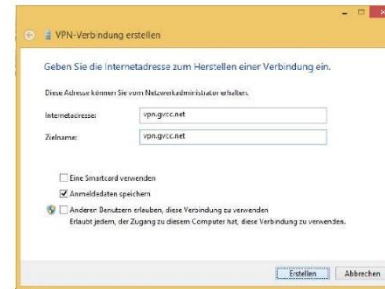 VPN-Verbindung erstellen
Geben Sie die Internetadresse zum Herstellen einer Verbindung ein.
Diese Adresse können Sie vom Netzwerkadministrator erhalten.
Internetadresse: vpn.gvcc.net
Zielname: vpn.gvcc.net
Eine Smartcard verwenden
Anmeldedaten speichern
Anderen Benutzern erlauben, diese Verbindung zu verwenden
Erlaubt jedem, der Zugang zu diesem Computer hat, diese Verbindung zu verwenden.
Erstellen Abbrechen